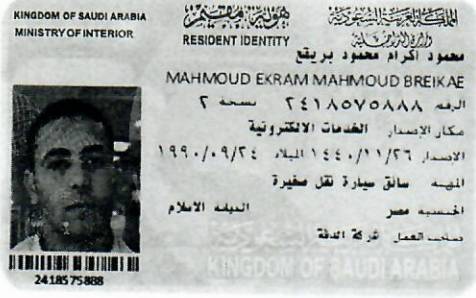 KINGDOM OF SAUDI ARABIA
MINISTRY OF INTERIOR
هوية مقيم
RESIDENT IDENTITY
المملكة العربية السعودية
وزارة الداخلية
محمود اكرام محمود بريقع
MAHMOUD EKRAM MAHMOUD BREIKAE
الرقم ٢٤١٨٥٧٥٨٨٨ نسخة ٢
مكان الإصدار الخدمات الالكترونية
الإصدار ١٤٤٠/١١/٢٦ الميلاد ١٩٩٠/٠٩/٢٤
المهنة سائق سيارة نقل صغيرة
الجنسية مصر الديانة الاسلام
صاحب العمل شركة الدقة
KINGDOM OF SAUDI ARABIA
2418575888